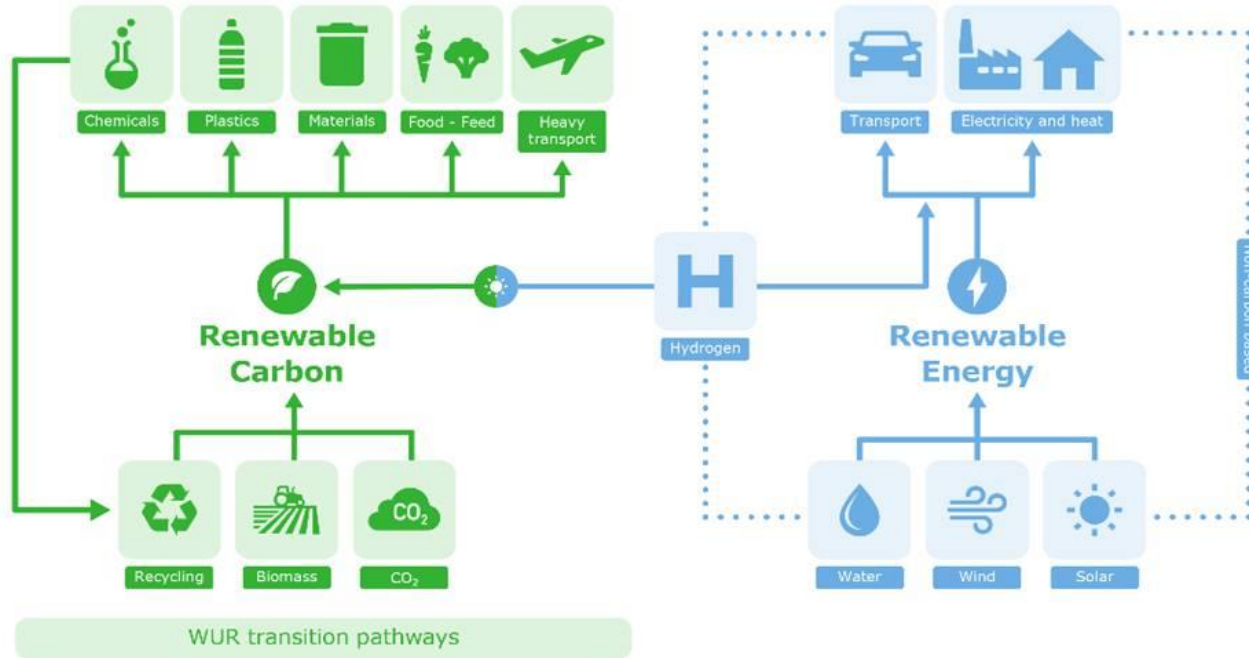 Chemicals
Plastics
Materials
Food - Feed
Heavy
transport
Transport
Electricity and heat
H
Hydrogen
Renewable
Carbon
Renewable
Energy
CO₂
Recycling
Biomass
CO₂
Water
Wind
Solar
WUR transition pathways